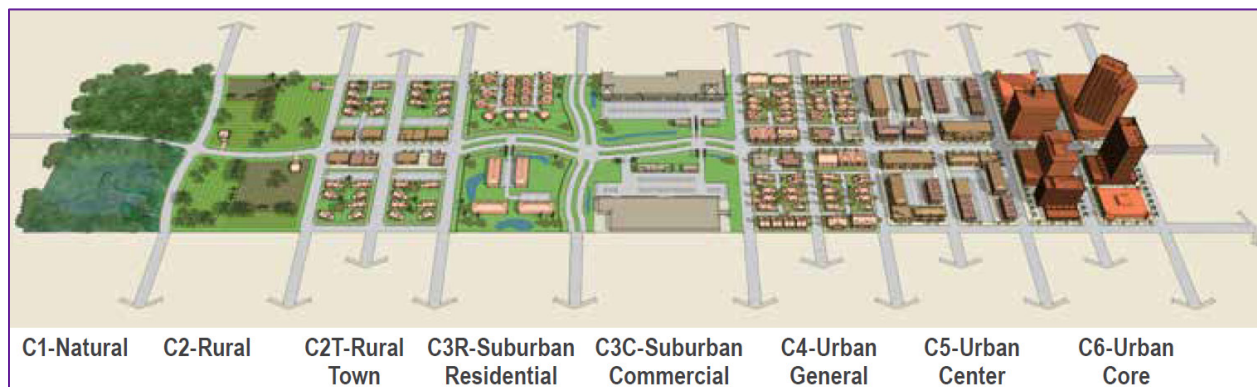 C1-Natural C2-Rural C2T-Rural C3R-Suburban C3C-Suburban C4-Urban C5-Urban C6-Urban
Town Residential Commercial General Center Core